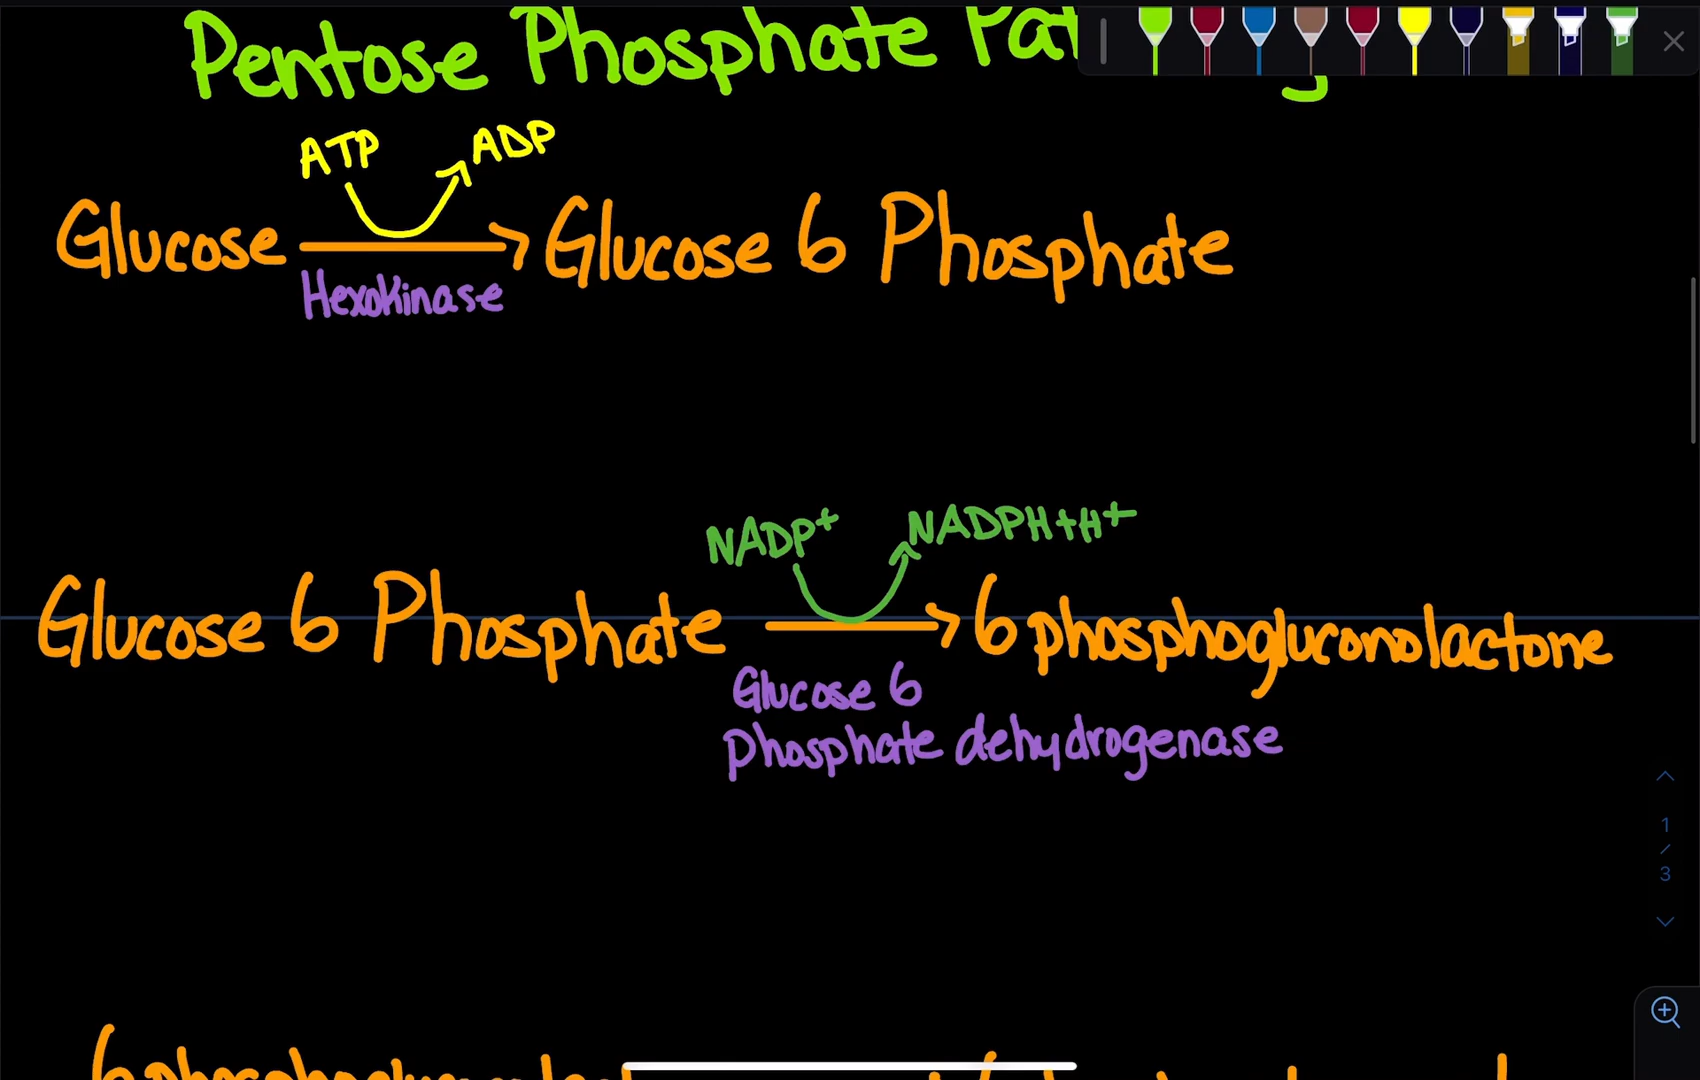 Pentose Phosphate
ATP ADP
Glucose Glucose 6 Phosphate
Hexokinase
NADP+ NADPH+H+
Glucose 6 Phosphate 6 phosphogluconolactone
Glucose 6
phosphate dehydrogenase
1
/
3